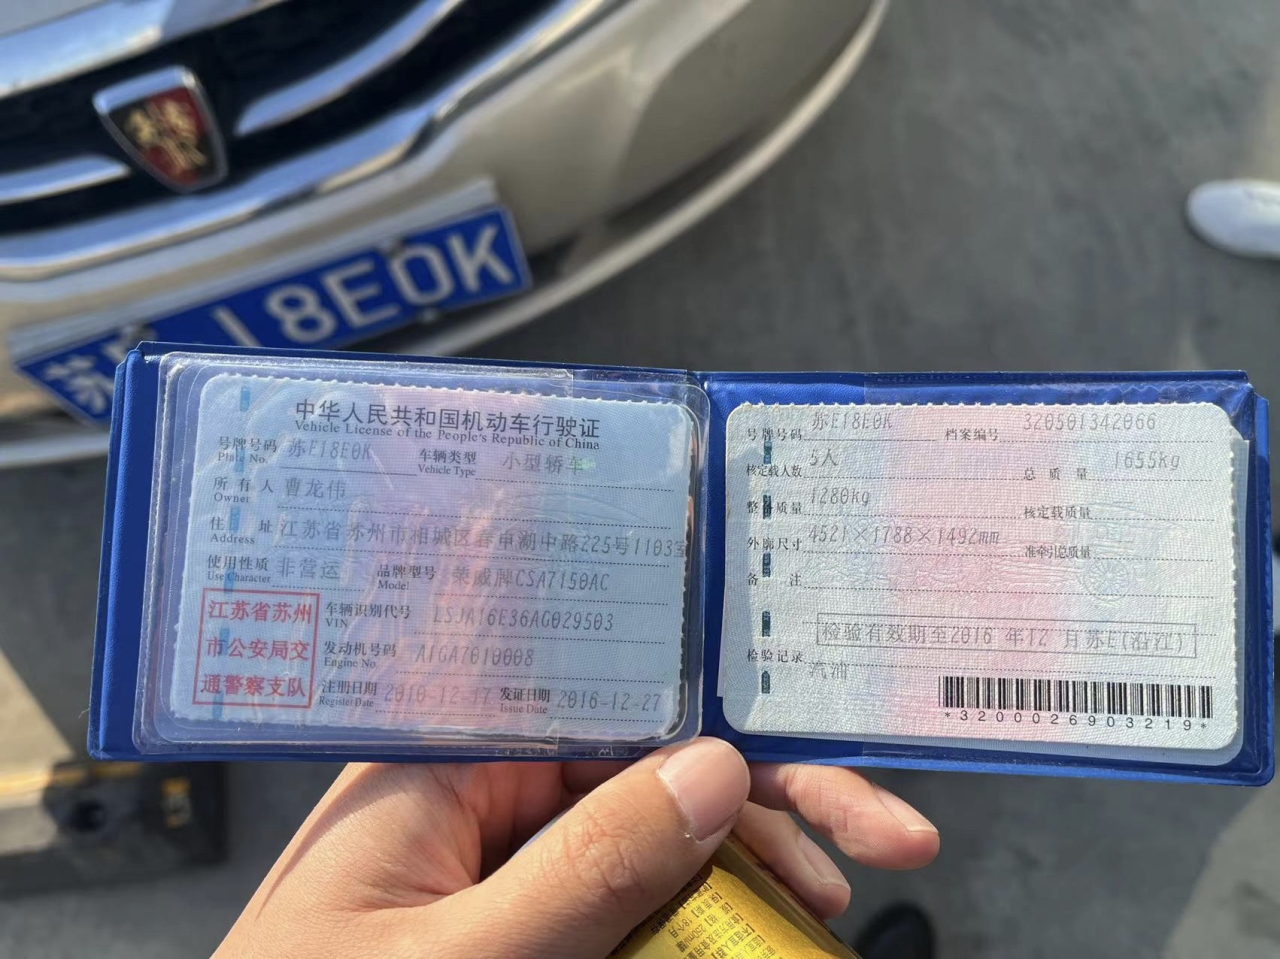 苏E18E0K
中华人民共和国机动车行驶证
Vehicle License of the People's Republic of China
号牌号码 苏E18E0K 车辆类型 小型轿车
Plate No. Vehicle Type
所有人 曹龙伟
Owner
住址 江苏省苏州市相城区春申湖中路225号1103室
Address
使用性质 非营运 品牌型号 荣威牌CSA7150AC
Use Character Model
江苏省苏州
市公安局交
通警察支队
车辆识别代号 LSJA16E36AG029503
VIN
发动机号码 A1GA7010008
Engine No.
注册日期 2010-12-17 发证日期 2016-12-27
Register Date Issue Date
号牌号码 苏E18E0K 档案编号 320501342066
核定载人数 5人 总质量 1655kg
整备质量 1280kg 核定载质量
外廓尺寸 4521×1788×1492mm 准牵引总质量
备注
检验有效期至2016年12月苏E(沿江)
检验记录
汽油
*3200026903219*